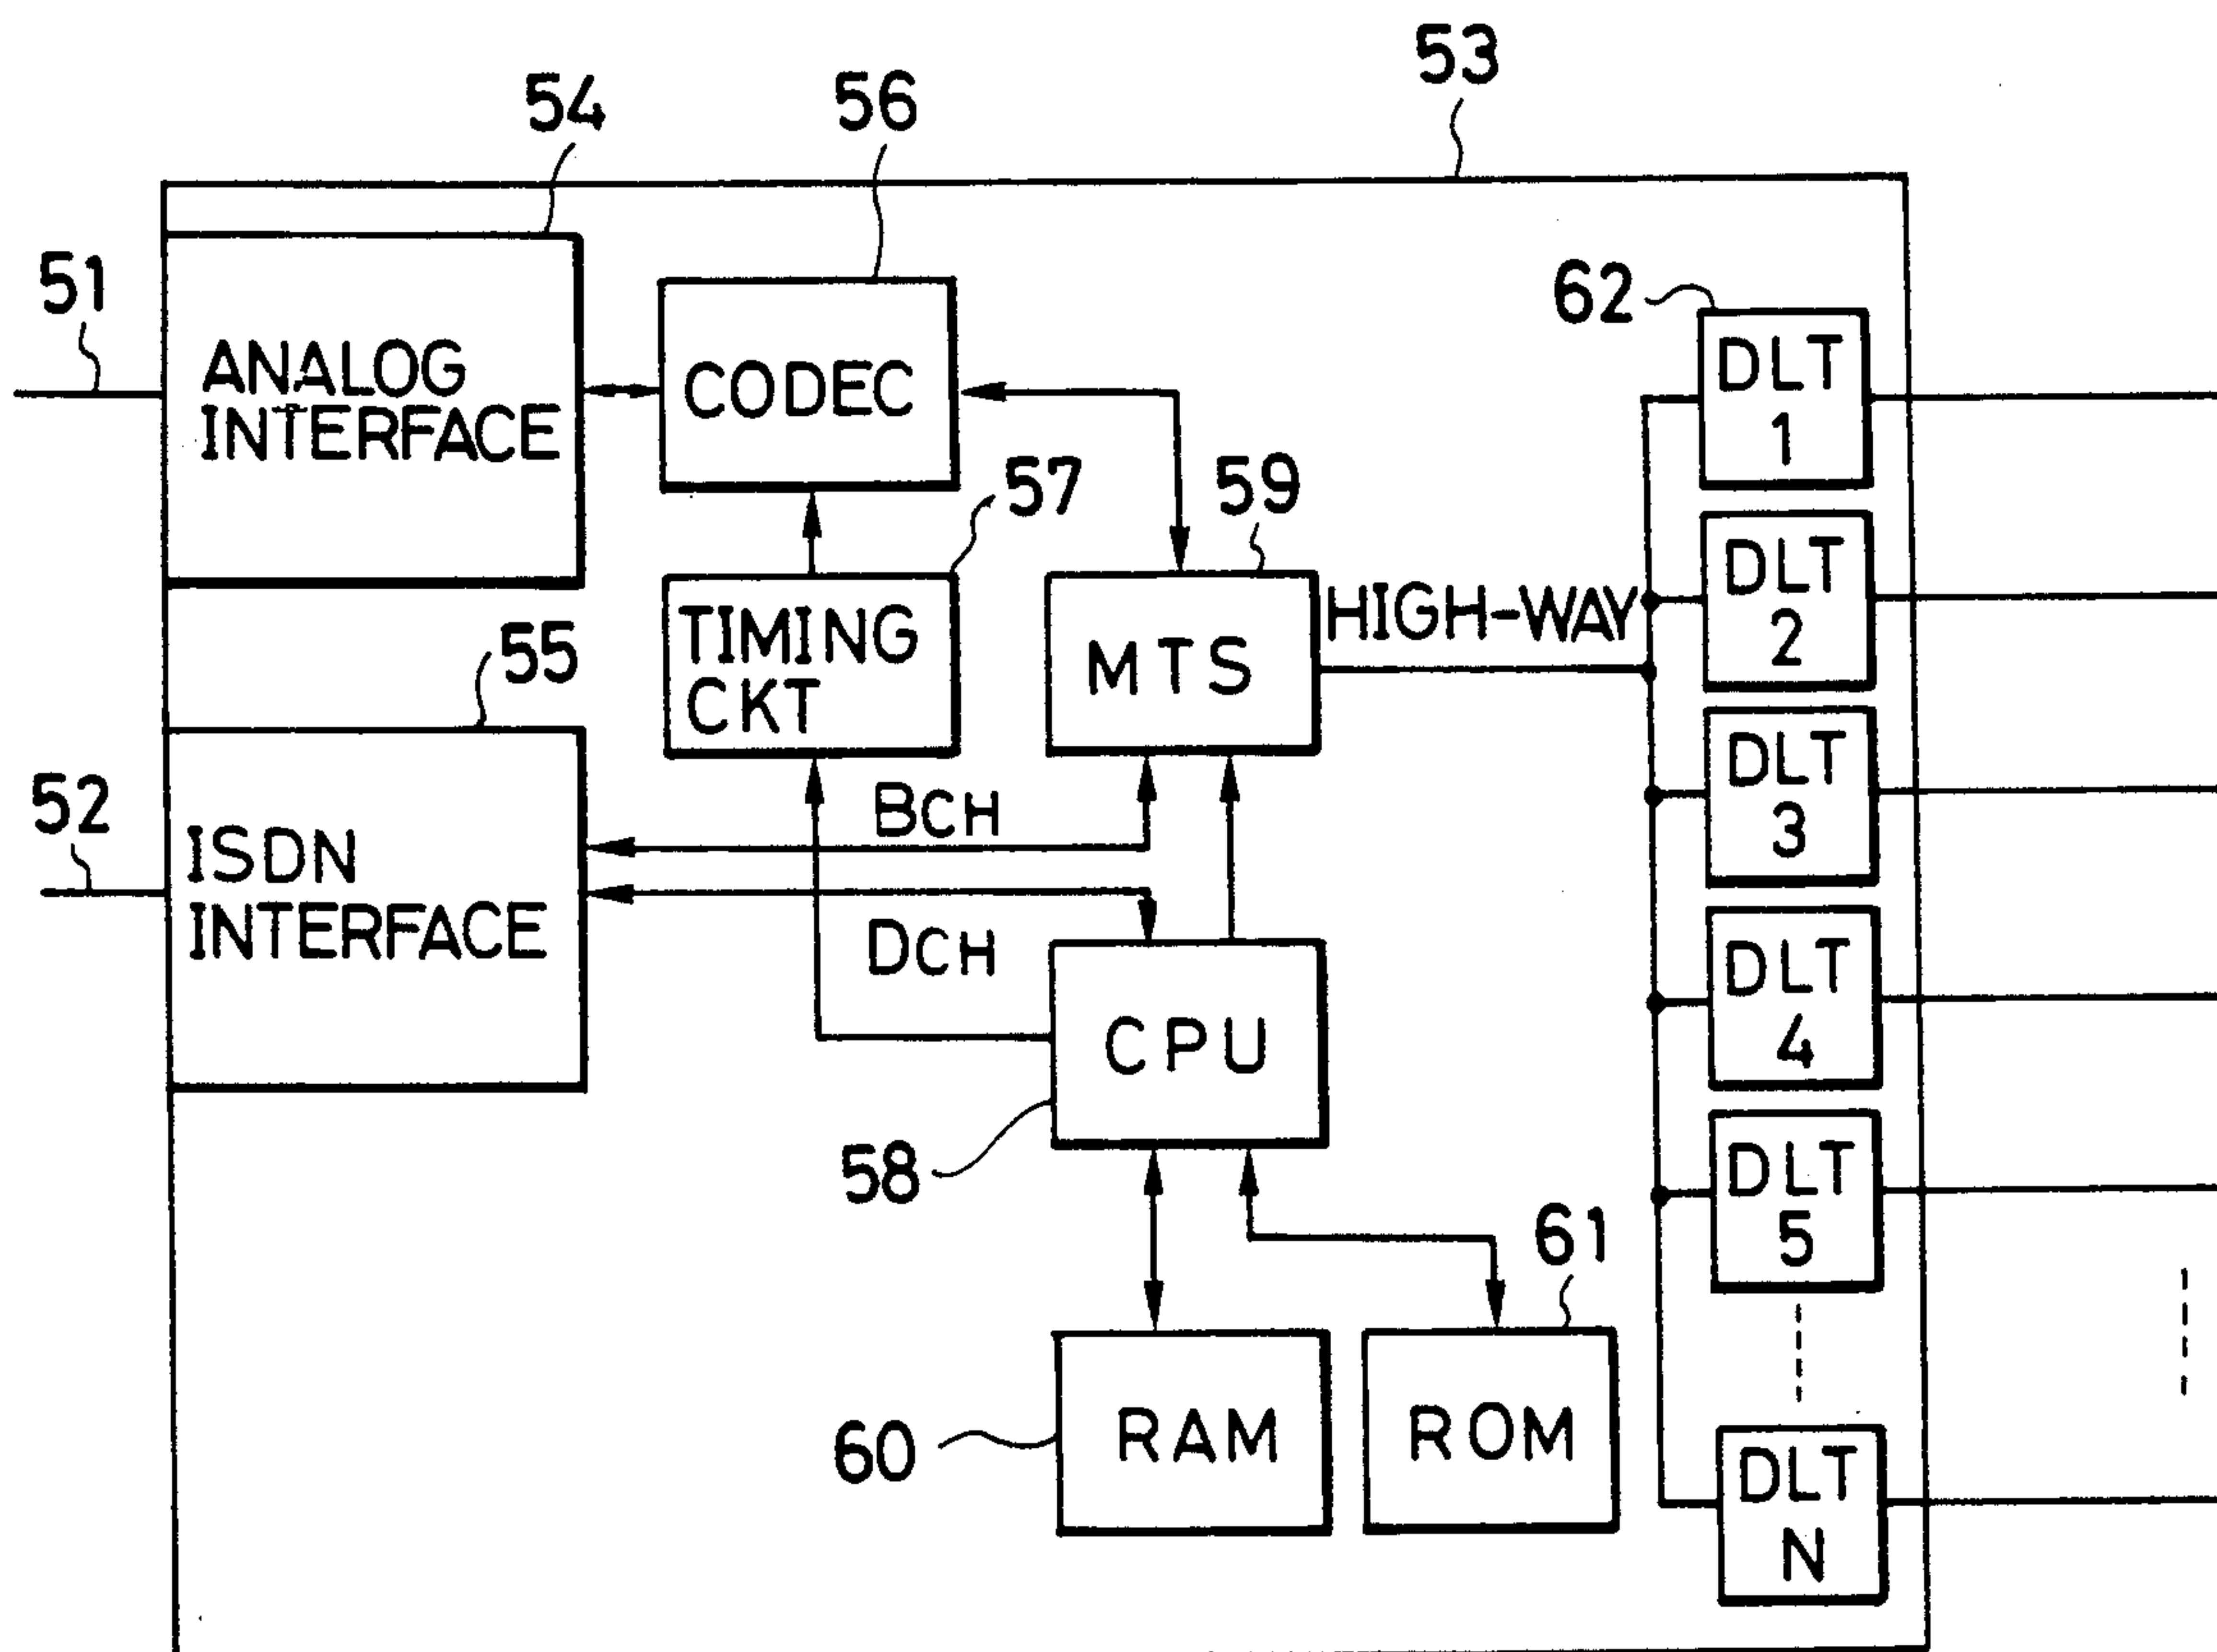 53
54
56
51
ANALOG
INTERFACE
CODEC
62
DLT
1
57
59
TIMING
CKT
MTS
HIGH-WAY
DLT
2
55
52
ISDN
INTERFACE
BCH
DCH
DLT
3
CPU
58
DLT
4
DLT
5
61
60
RAM
ROM
DLT
N